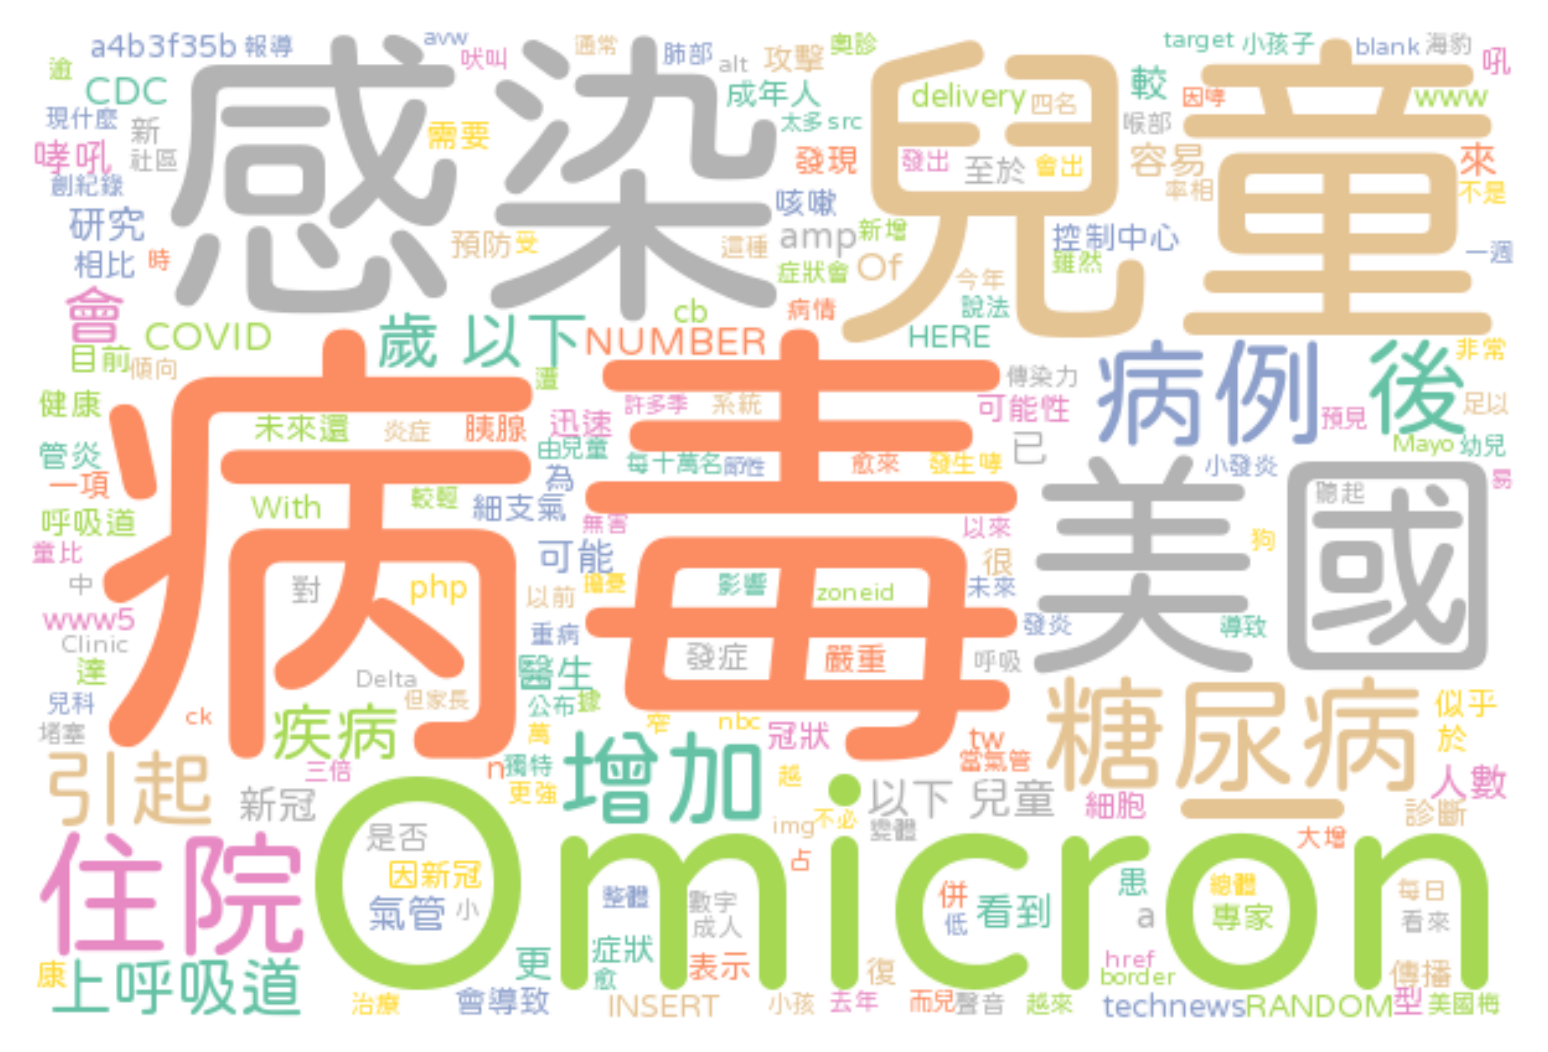 a4b3f35b 報導 avw 吠叫 通常 肺部 alt 攻擊 奧診 target 小孩子 blank 海豹 吼
逾 CDC 感染 兒童 成年人 delivery 四名 較 因哮 www
現什麼 新 需要 太多 src 喉部
哮吼 社區 發現 發出 至於 會出 容易 來
創紀錄 率相 不是
研究 咳嗽
相比 時 預防 受 這種 amp 新增 控制中心 一週
症狀會 Of 雖然 今年
會 cb 病情 說法
COVID 歲 以下 NUMBER HERE
目前 傾向 病毒 傳染力 病例 後 非常
健康 許多季 系統 可能性 預見 足以
未來還 炎症 胰腺 迅速 已 Mayo 幼兒
管炎 由兒童 每十萬名 節性 愈來 發生哮 美國 小發炎
一項 With 較輕 為 聽起 易
呼吸道 細支氣 無害 以來
童比 可能 很 狗
中 對 php 以前 擔憂 影響 zoneid 未來
www5 重病 發炎 導致
Clinic 發症 嚴重 呼吸
達 Delta 醫生 糖尿病
兒科 但家長 公布 據 似乎
堵塞 ck 疾病 萬 窄 nbc 冠狀 tw 於
引起 三倍 n 獨特 增加 越 當氣管 人數
新冠 更強 以下 兒童 細胞 一 診斷
住院 Omicron 是否 img 不必 變體 大增
因新冠 占 患 總體 每日
氣管 小 整體 數字 併 看到 a 專家 看來
成人 低
上呼吸道 更 症狀 表示 復 href 傳播
康 愈 border
治療 會導致 INSERT 小孩 去年 而兒 聲音 越來 technews RANDOM 型 美國梅